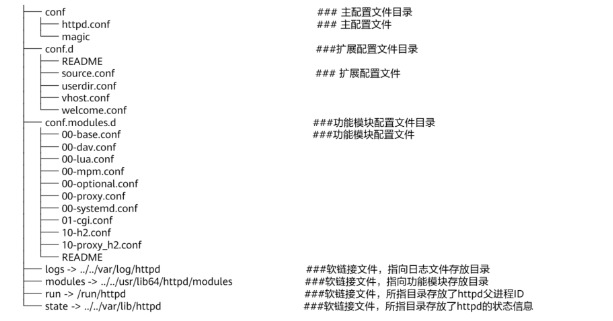 ├── conf ### 主配置文件目录
│   ├── httpd.conf ### 主配置文件
│   └── magic
├── conf.d ###扩展配置文件目录
│   ├── README
│   ├── source.conf ### 扩展配置文件
│   ├── userdir.conf
│   ├── vhost.conf
│   └── welcome.conf
├── conf.modules.d ###功能模块配置文件目录
│   ├── 00-base.conf ###功能模块配置文件
│   ├── 00-dav.conf
│   ├── 00-lua.conf
│   ├── 00-mpm.conf
│   ├── 00-optional.conf
│   ├── 00-proxy.conf
│   ├── 00-systemd.conf
│   ├── 01-cgi.conf
│   ├── 10-h2.conf
│   ├── 10-proxy_h2.conf
│   └── README
├── logs -> ../../var/log/httpd ###软链接文件，指向日志文件存放目录
├── modules -> ../../usr/lib64/httpd/modules ###软链接文件，指向功能模块存放目录
├── run -> /run/httpd ###软链接文件，所指目录存放了httpd父进程ID
└── state -> ../../var/lib/httpd ###软链接文件，所指目录存放了httpd的状态信息